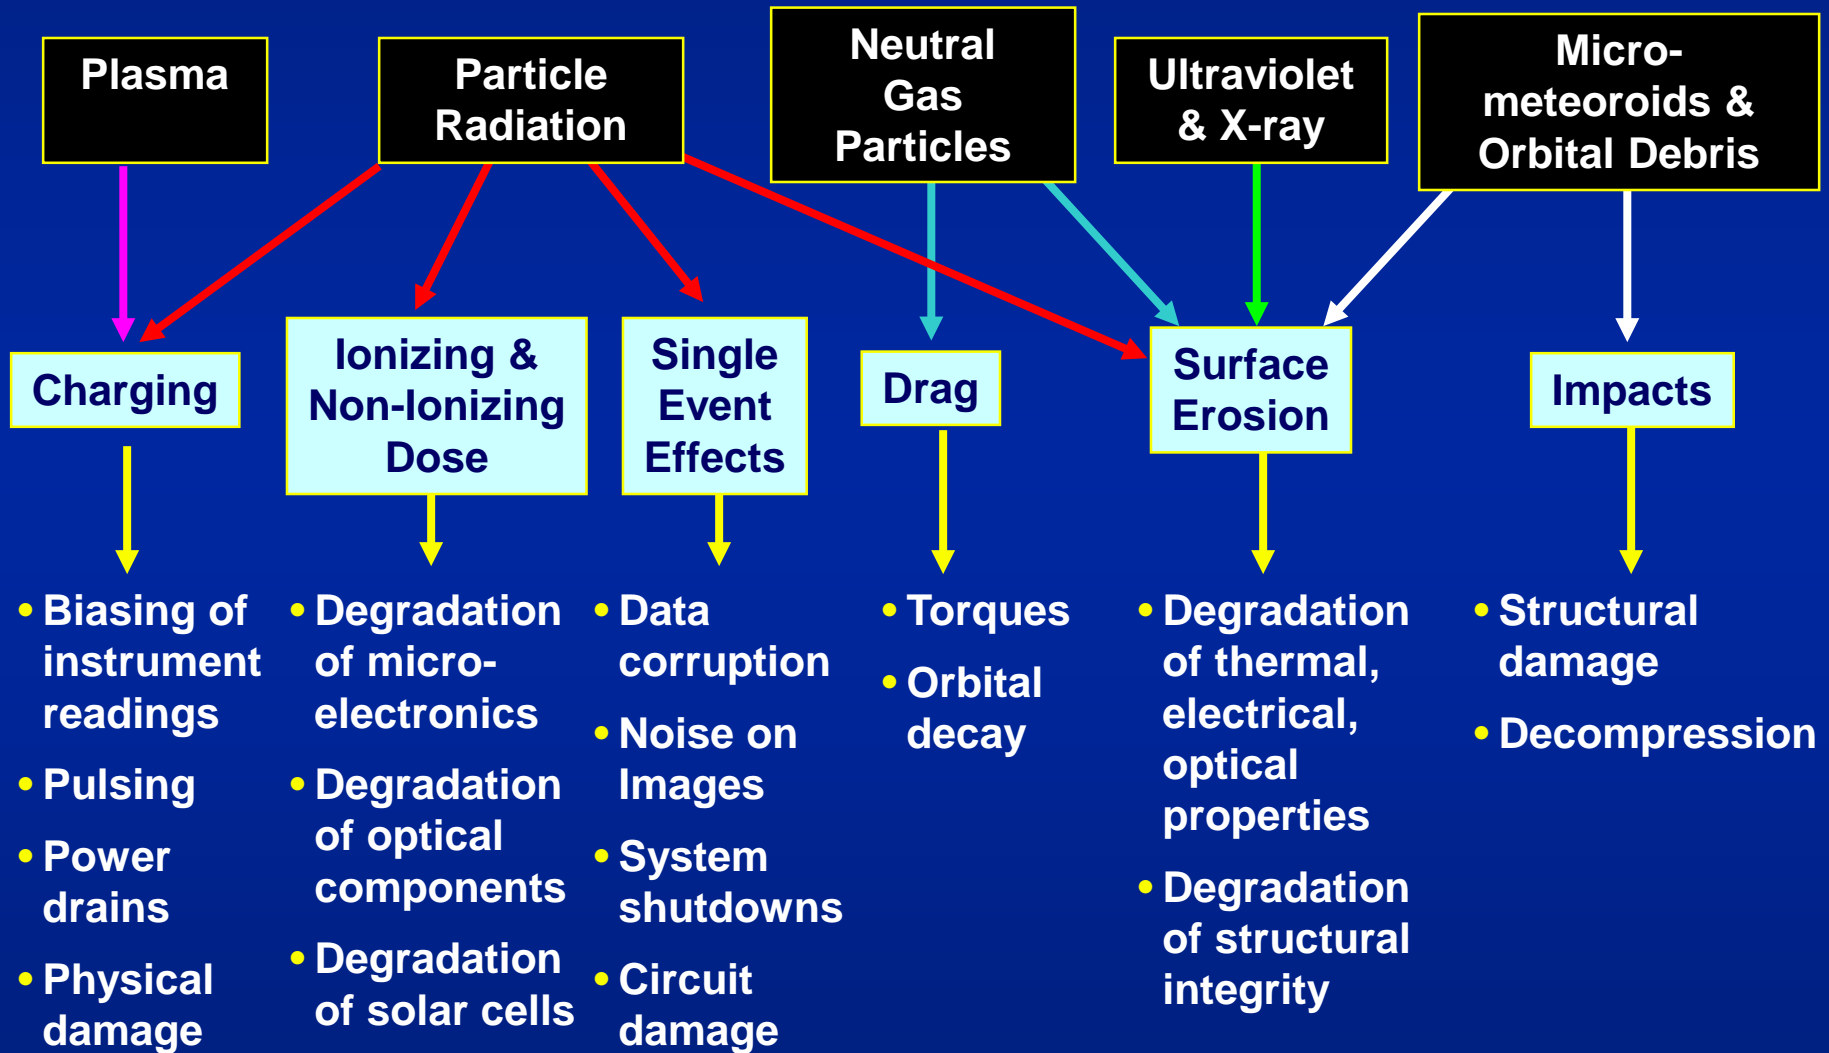 Plasma
Particle
Radiation
Neutral
Gas
Particles
Ultraviolet
& X-ray
Micro-
meteoroids &
Orbital Debris
Charging
Ionizing &
Non-Ionizing
Dose
Single
Event
Effects
Drag
Surface
Erosion
Impacts
• Biasing of
instrument
readings
• Pulsing
• Power
drains
• Physical
damage
• Degradation
of micro-
electronics
• Degradation
of optical
components
• Degradation
of solar cells
• Data
corruption
• Noise on
Images
• System
shutdowns
• Circuit
damage
• Torques
• Orbital
decay
• Degradation
of thermal,
electrical,
optical
properties
• Degradation
of structural
integrity
• Structural
damage
• Decompression